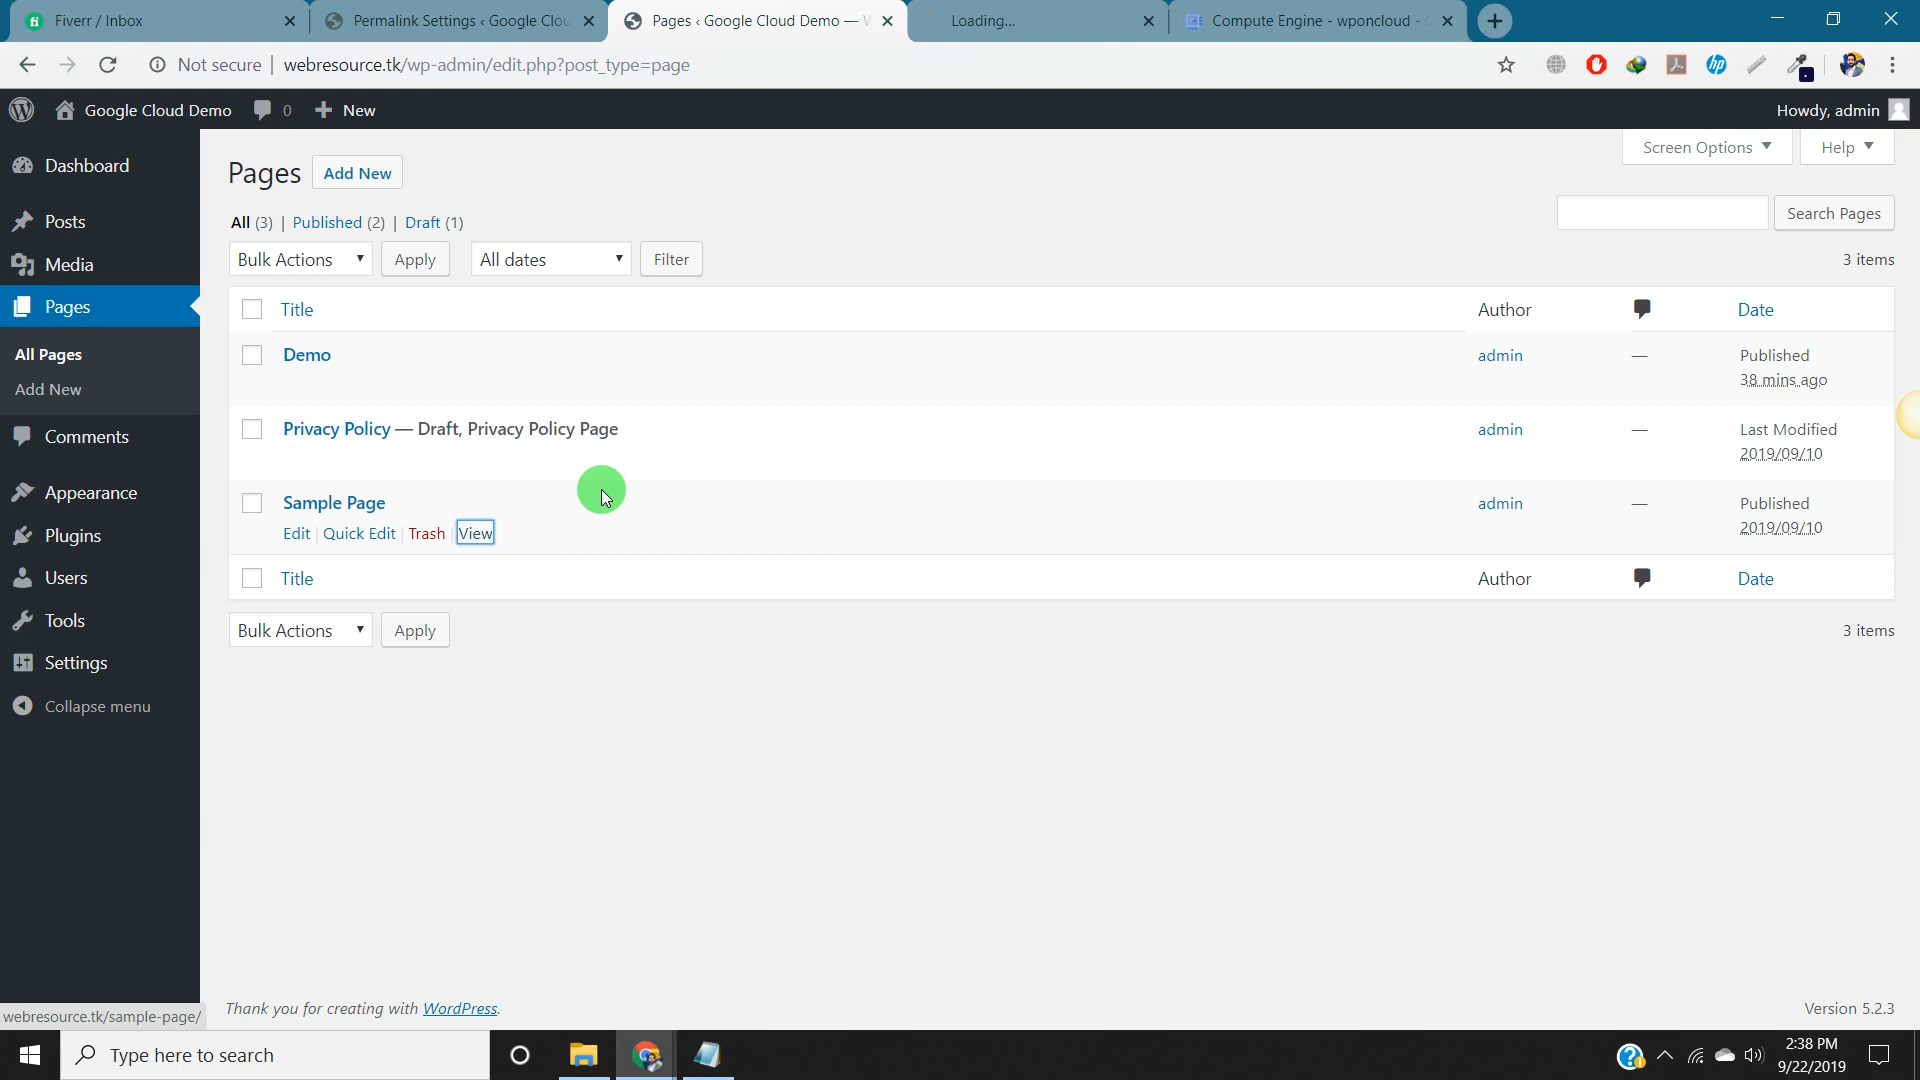 Fiverr / Inbox
Permalink Settings ‹ Google Clou
Pages ‹ Google Cloud Demo —
Loading...
Compute Engine - wponcloud -
Not secure
webresource.tk/wp-admin/edit.php?post_type=page
Google Cloud Demo
0
New
Howdy, admin
Dashboard
Posts
Media
Pages
All Pages
Add New
Comments
Appearance
Plugins
Users
Tools
Settings
Collapse menu
Screen Options
Help
Pages
Add New
All (3) | Published (2) | Draft (1)
Search Pages
Bulk Actions
Apply
All dates
Filter
3 items
Title
Author
Date
Demo
admin
—
Published
38 mins ago
Privacy Policy — Draft, Privacy Policy Page
admin
—
Last Modified
2019/09/10
Sample Page
admin
—
Published
Edit | Quick Edit | Trash | View
2019/09/10
Title
Author
Date
Bulk Actions
Apply
3 items
Thank you for creating with WordPress.
Version 5.2.3
webresource.tk/sample-page/
Type here to search
2:38 PM
9/22/2019